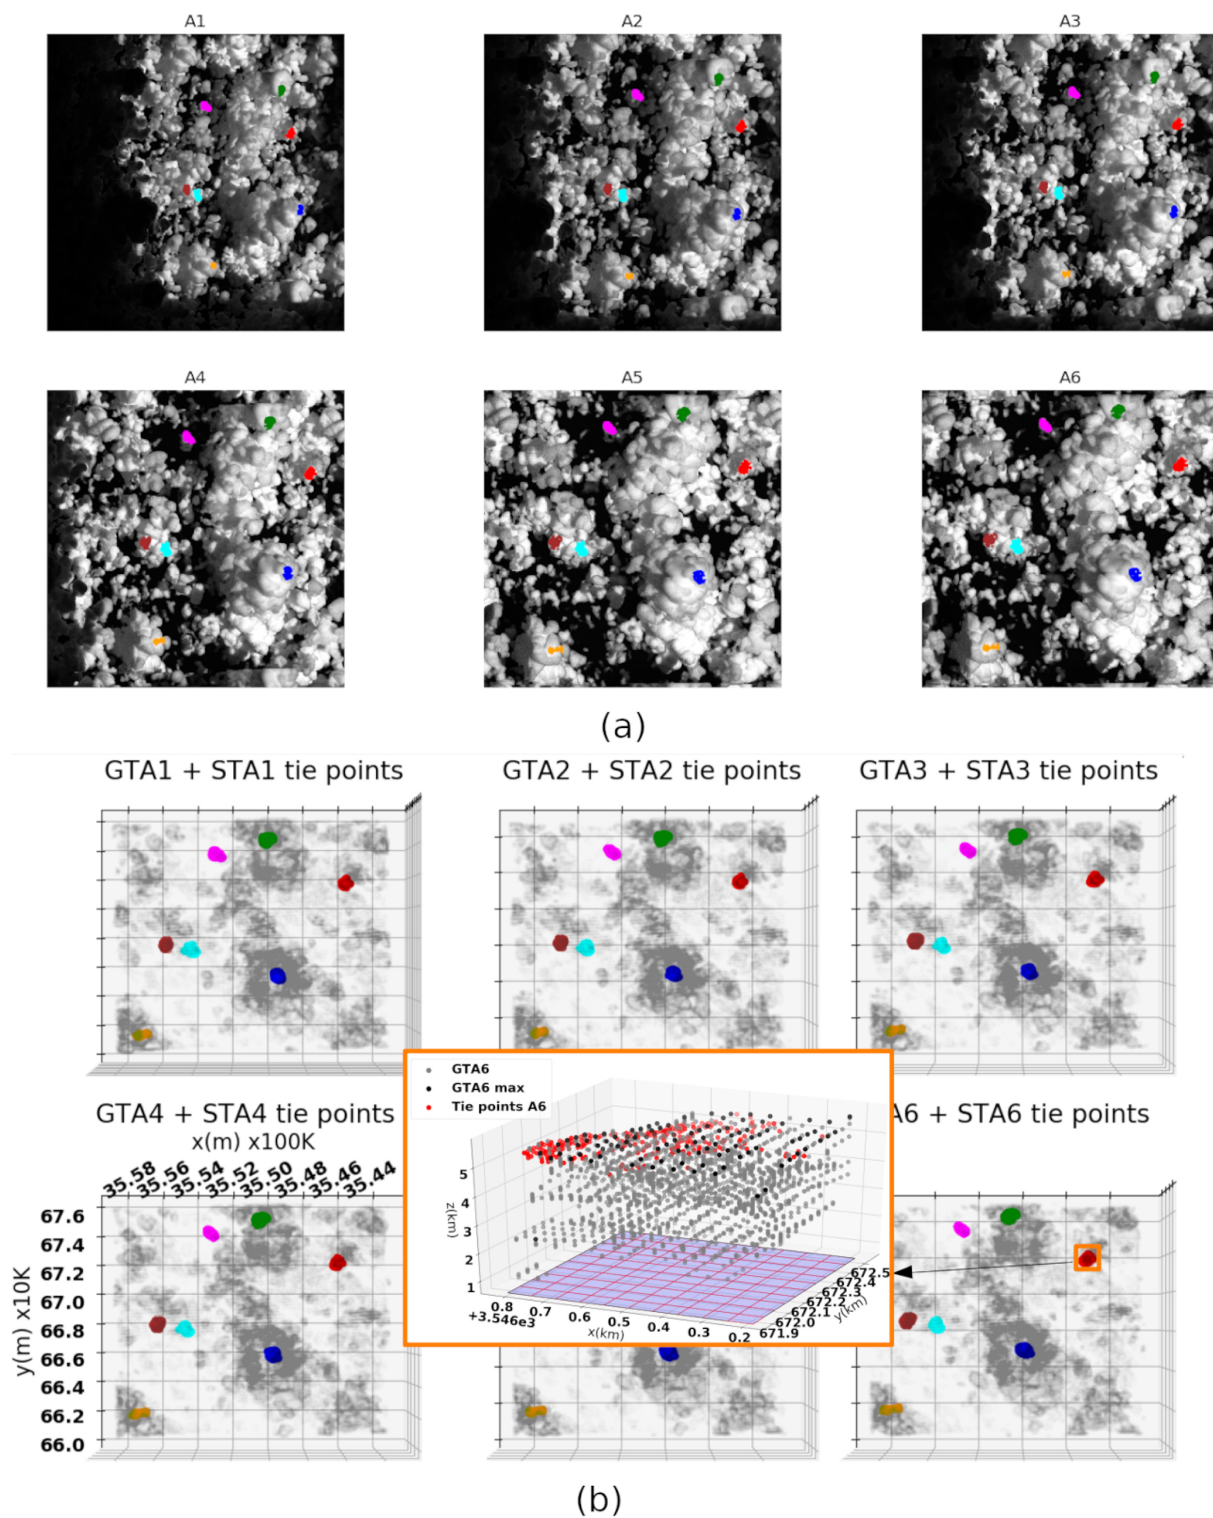 A1
A2
A3
A4
A5
A6
(a)
GTA1 + STA1 tie points
GTA2 + STA2 tie points
GTA3 + STA3 tie points
GTA4 + STA4 tie points
x(m) x100K
35.58
35.56
35.54
35.52
35.50
35.48
35.46
35.44
67.6
67.4
67.2
67.0
66.8
66.6
66.4
66.2
66.0
y(m) x10K
GTA6
GTA6 max
Tie points A6
5
4
3
2
1
z(km)
0.8
0.7
0.6
0.5
0.4
0.3
0.2
+3.546e3
x(km)
671.9
672.0
672.1
672.2
672.3
672.4
672.5
y(km)
A6 + STA6 tie points
(b)